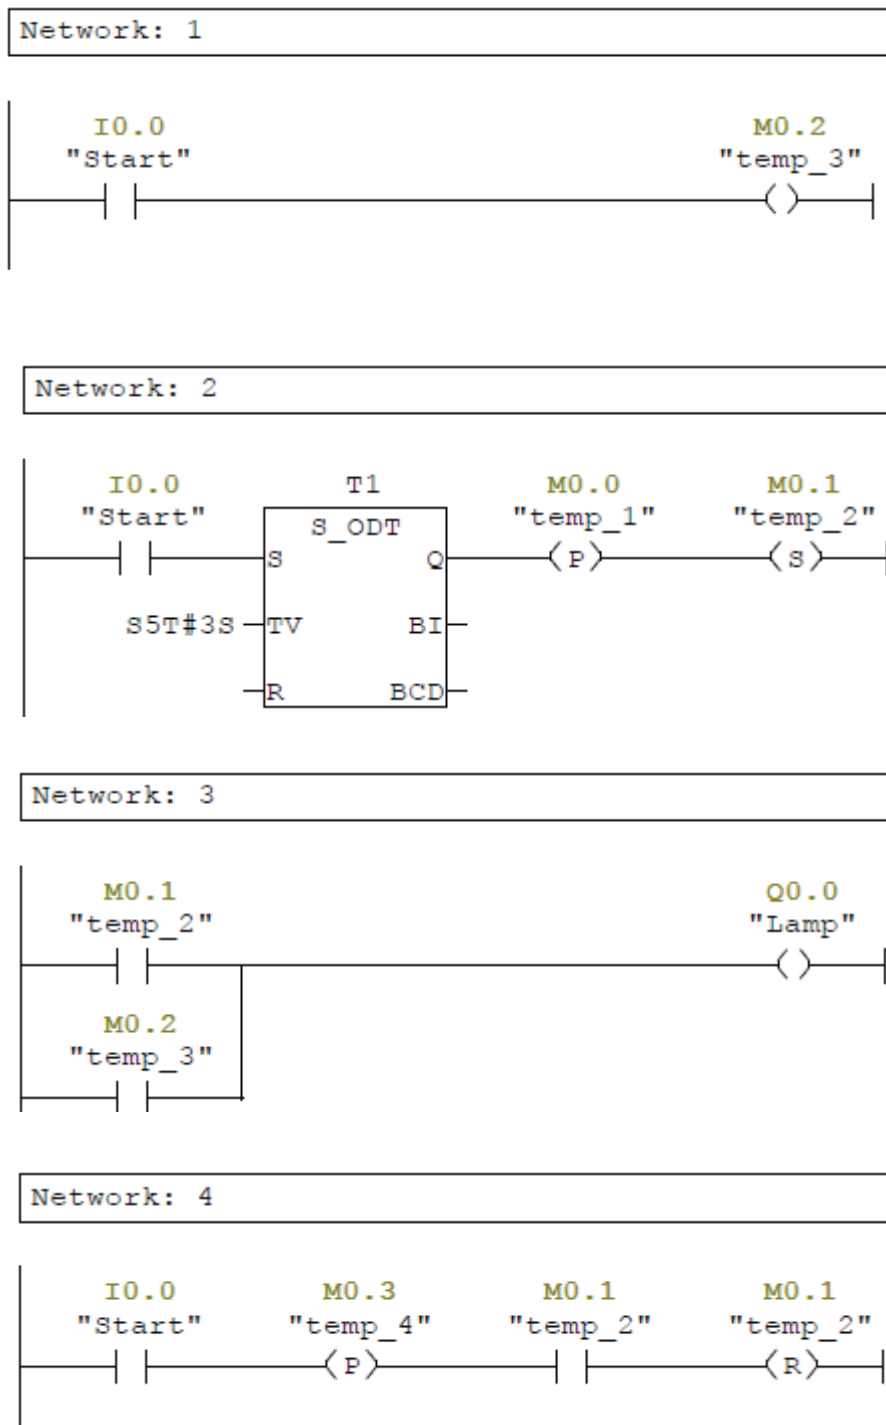 Network: 1
I0.0 M0.2
"Start" "temp_3"
Network: 2
I0.0 T1 M0.0 M0.1
"Start" S_ODT "temp_1" "temp_2"
S Q P S
S5T#3S TV BI
R BCD
Network: 3
M0.1 Q0.0
"temp_2" "Lamp"
M0.2
"temp_3"
Network: 4
I0.0 M0.3 M0.1 M0.1
"Start" "temp_4" "temp_2" "temp_2"
P R